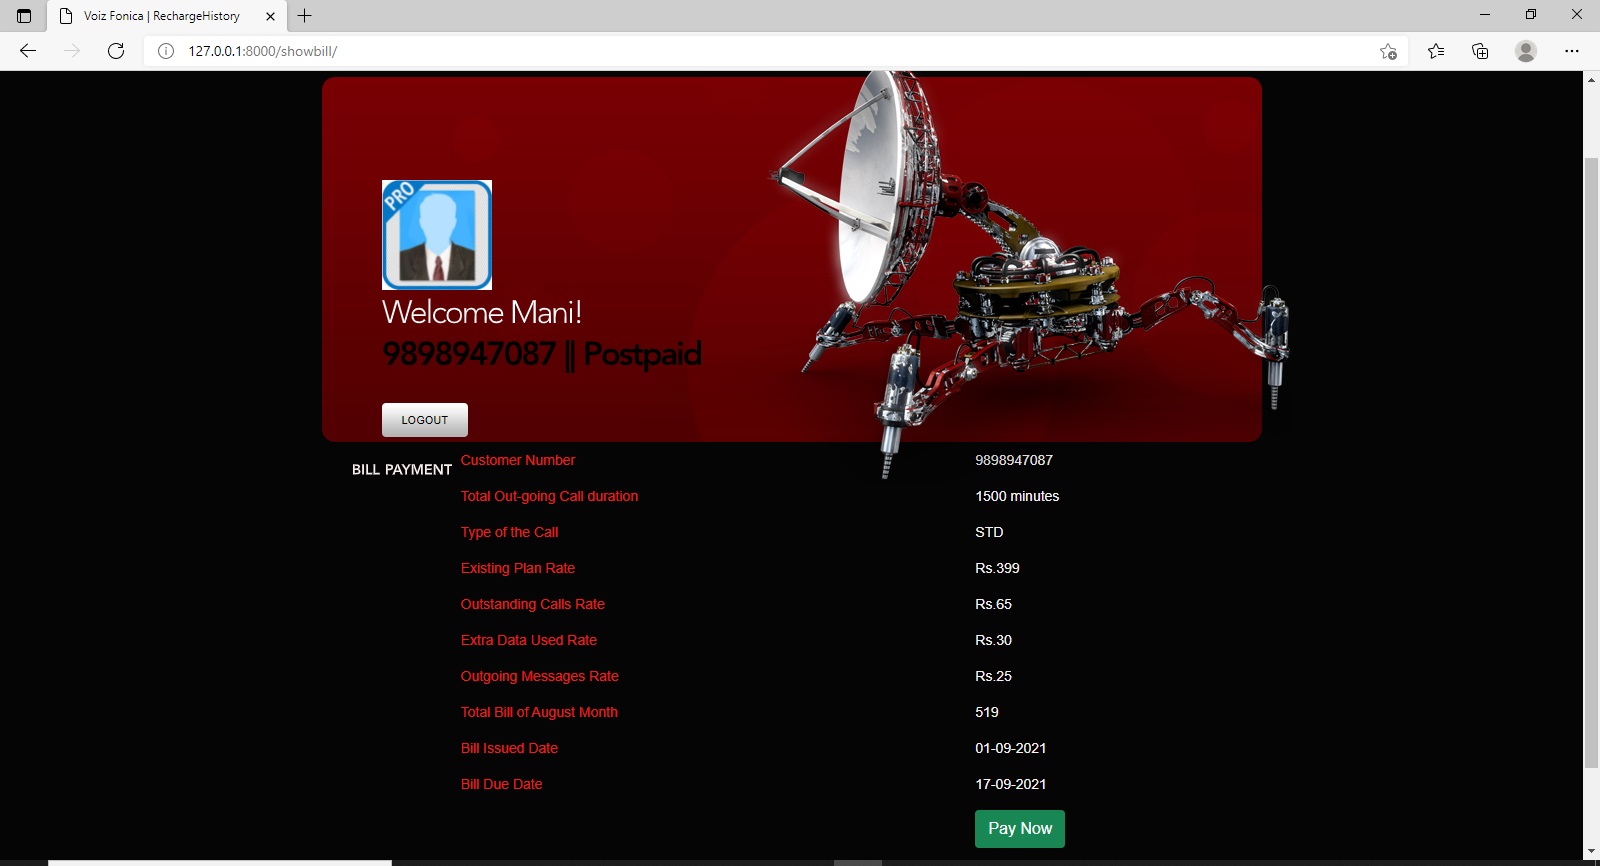 Voiz Fonica | RechargeHistory
127.0.0.1:8000/showbill/
PRO
Welcome Mani!
9898947087 || Postpaid
LOGOUT
BILL PAYMENT
Customer Number 9898947087
Total Out-going Call duration 1500 minutes
Type of the Call STD
Existing Plan Rate Rs.399
Outstanding Calls Rate Rs.65
Extra Data Used Rate Rs.30
Outgoing Messages Rate Rs.25
Total Bill of August Month 519
Bill Issued Date 01-09-2021
Bill Due Date 17-09-2021
Pay Now